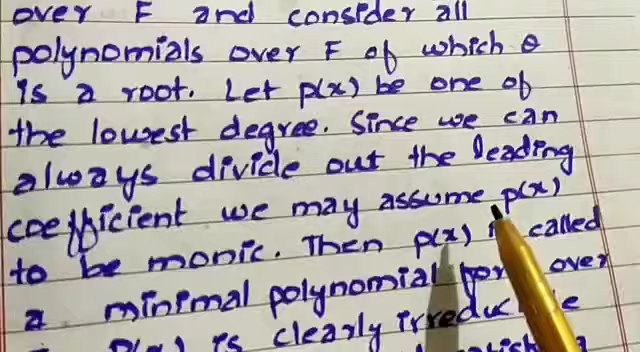 over F and consider all
polynomials over F of which θ
is a root. Let p(x) be one of
the lowest degree. Since we can
always divide out the leading
coefficient we may assume p(x)
to be monic. Then p(x) called
a minimal polynomial for over
p(x) is clearly irreducible